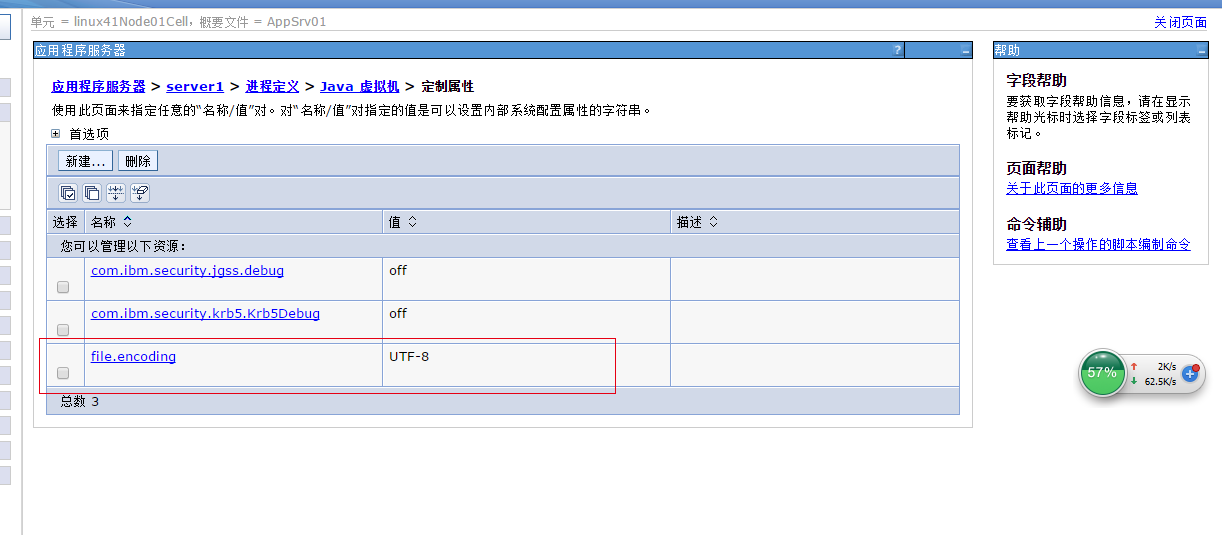 单元 = linux41Node01Cell，概要文件 = AppSrv01
关闭页面
应用程序服务器
?
帮助
应用程序服务器 > server1 > 进程定义 > Java 虚拟机 > 定制属性
使用此页面来指定任意的“名称/值”对。对“名称/值”对指定的值是可以设置内部系统配置属性的字符串。
首选项
新建... 删除
选择 名称 值 描述
您可以管理以下资源：
com.ibm.security.jgss.debug off
com.ibm.security.krb5.Krb5Debug off
file.encoding UTF-8
总数 3
字段帮助
要获取字段帮助信息，请在显示
帮助光标时选择字段标签或列表
标记。
页面帮助
关于此页面的更多信息
命令辅助
查看上一个操作的脚本编制命令
57%
2K/s
62.5K/s